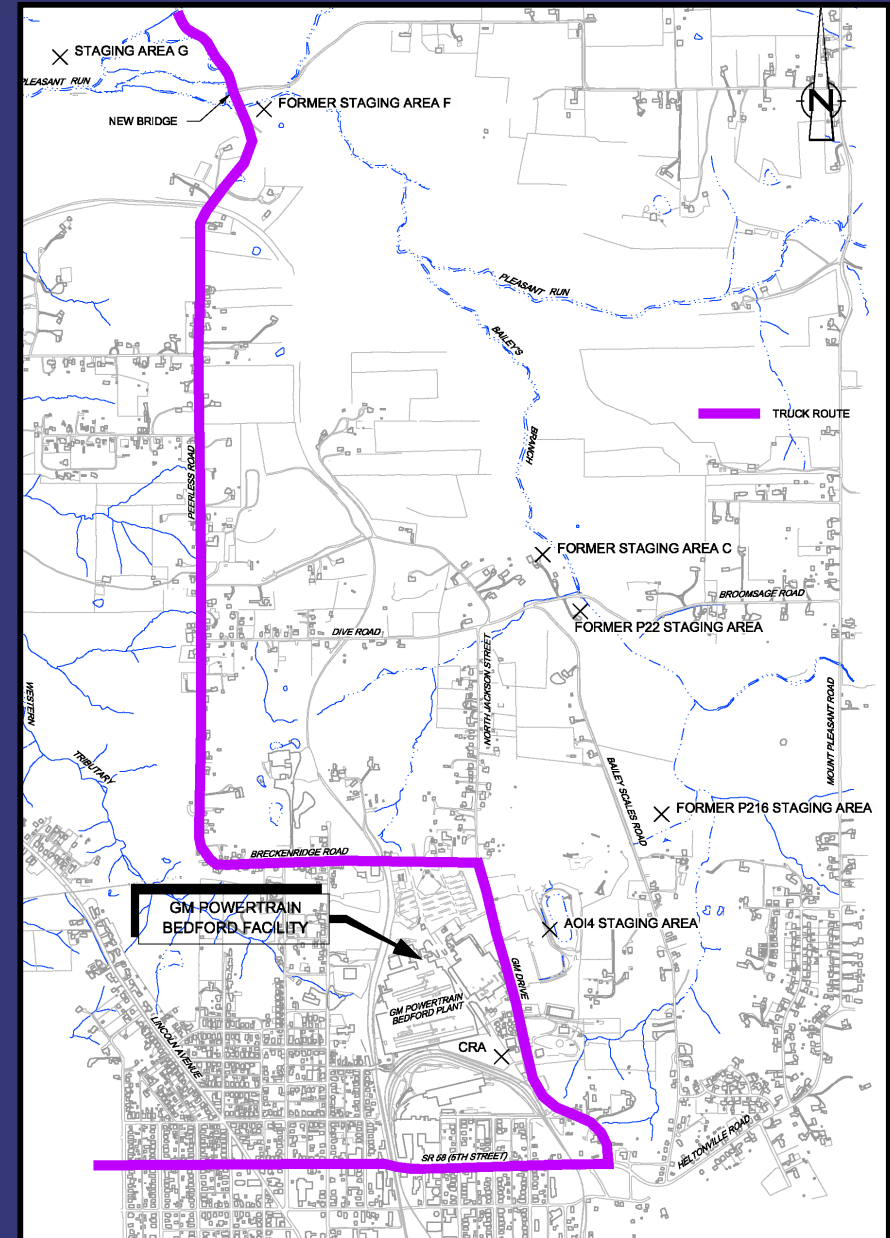 STAGING AREA G
PLEASANT RUN
NEW BRIDGE
FORMER STAGING AREA F
N
PLEASANT RUN
BAILEY'S
BRANCH
TRUCK ROUTE
PEERLESS ROAD
FORMER STAGING AREA C
BROOMSAGE ROAD
FORMER P22 STAGING AREA
DIVE ROAD
NORTH JACKSON STREET
WESTERN
TRIBUTARY
MOUNT PLEASANT ROAD
BAILEY SCALES ROAD
FORMER P216 STAGING AREA
BRECKENRIDGE ROAD
GM POWERTRAIN
BEDFORD FACILITY
AOI4 STAGING AREA
GM DRIVE
GM POWERTRAIN
BEDFORD PLANT
CRA
LINCOLN AVENUE
HELTONVILLE ROAD
SR 58 (5TH STREET)